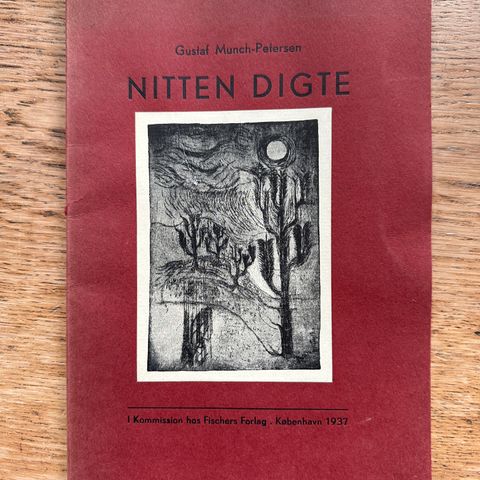 Gustaf Munch-Petersen
NITTEN DIGTE
I Kommission hos Fischers Forlag . København 1937